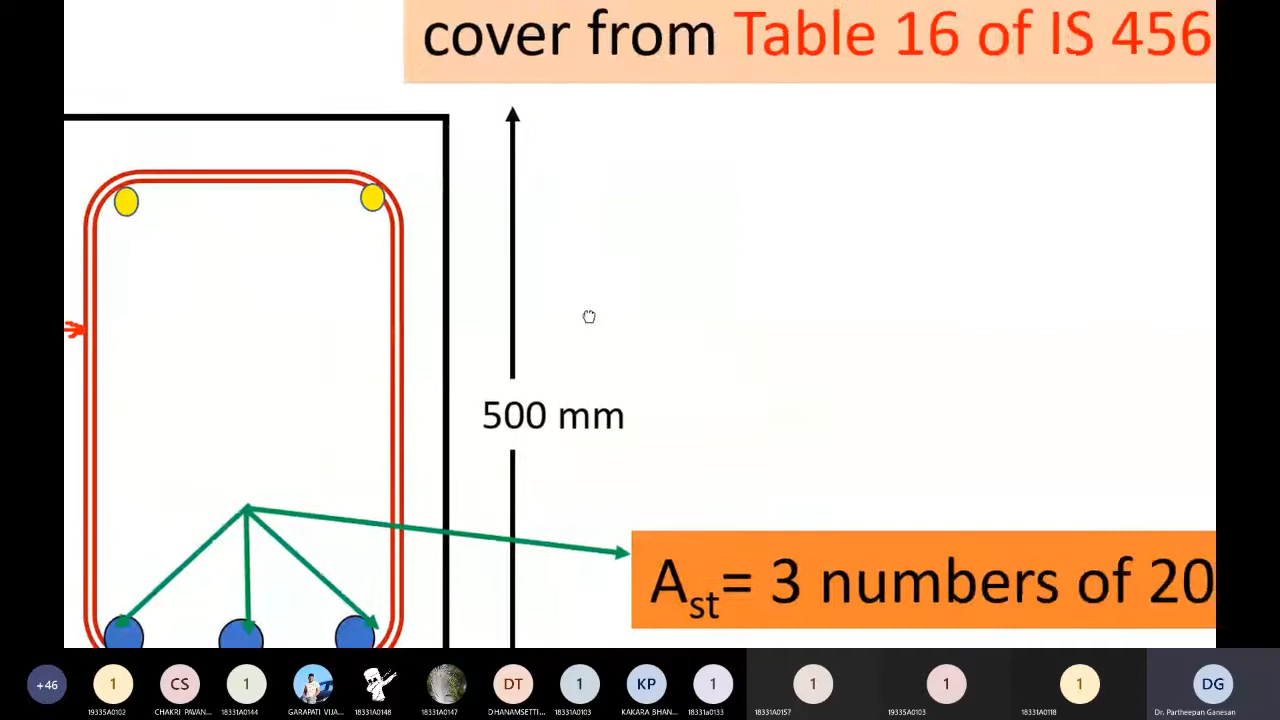 cover from Table 16 of IS 456
500 mm
Ast= 3 numbers of 20
+46
1
CS
1
DT
1
KP
1
1
1
1
DG
19335A0102
CHAKRI PAVAN...
18331A0144
GARAPATI VIJA...
18331A0148
18331A0147
DHANAMSETTI...
18331A0103
KAKARA BHAN...
18331a0133
18331A0157
19335A0103
18331A0118
Dr. Partheepan Ganesan